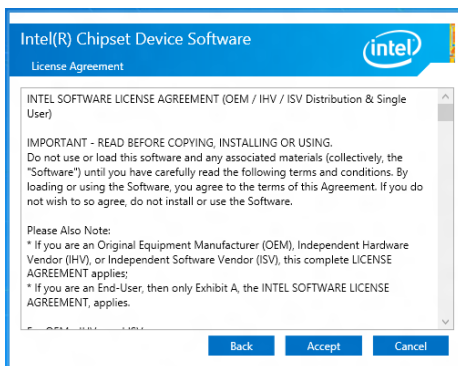 Intel(R) Chipset Device Software
intel
License Agreement
INTEL SOFTWARE LICENSE AGREEMENT (OEM / IHV / ISV Distribution & Single
User)
IMPORTANT - READ BEFORE COPYING, INSTALLING OR USING.
Do not use or load this software and any associated materials (collectively, the
"Software") until you have carefully read the following terms and conditions. By
loading or using the Software, you agree to the terms of this Agreement. If you do
not wish to so agree, do not install or use the Software.
Please Also Note:
* If you are an Original Equipment Manufacturer (OEM), Independent Hardware
Vendor (IHV), or Independent Software Vendor (ISV), this complete LICENSE
AGREEMENT applies;
* If you are an End-User, then only Exhibit A, the INTEL SOFTWARE LICENSE
AGREEMENT, applies.
Back Accept Cancel